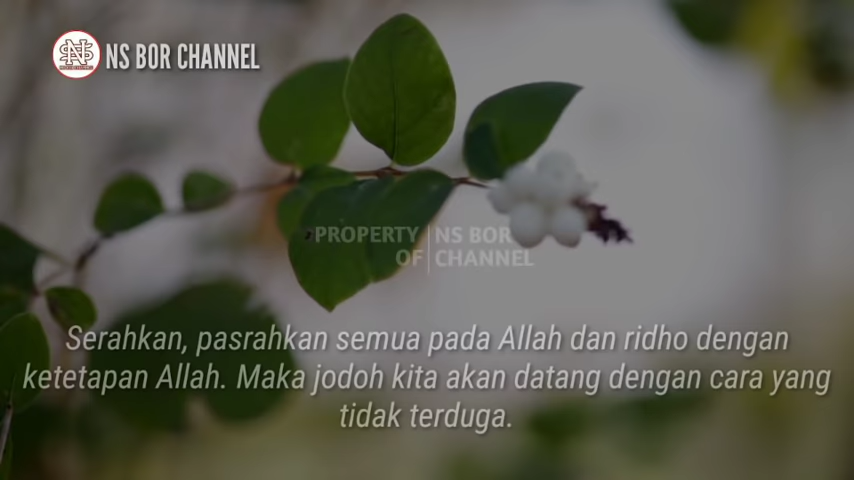 NS BOR CHANNEL
PROPERTY OF | NS BOR CHANNEL
Serahkan, pasrahkan semua pada Allah dan ridho dengan
ketetapan Allah. Maka jodoh kita akan datang dengan cara yang
tidak terduga.